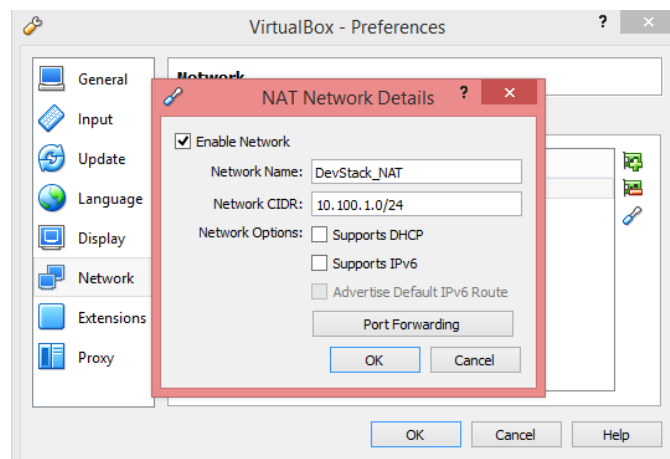 VirtualBox - Preferences ? ×
General
Input
Update
Language
Display
Network
Extensions
Proxy
Network
NAT Network Details ? ×
Enable Network
Network Name: DevStack_NAT
Network CIDR: 10.100.1.0/24
Network Options: Supports DHCP
Supports IPv6
Advertise Default IPv6 Route
Port Forwarding
OK Cancel
OK Cancel Help